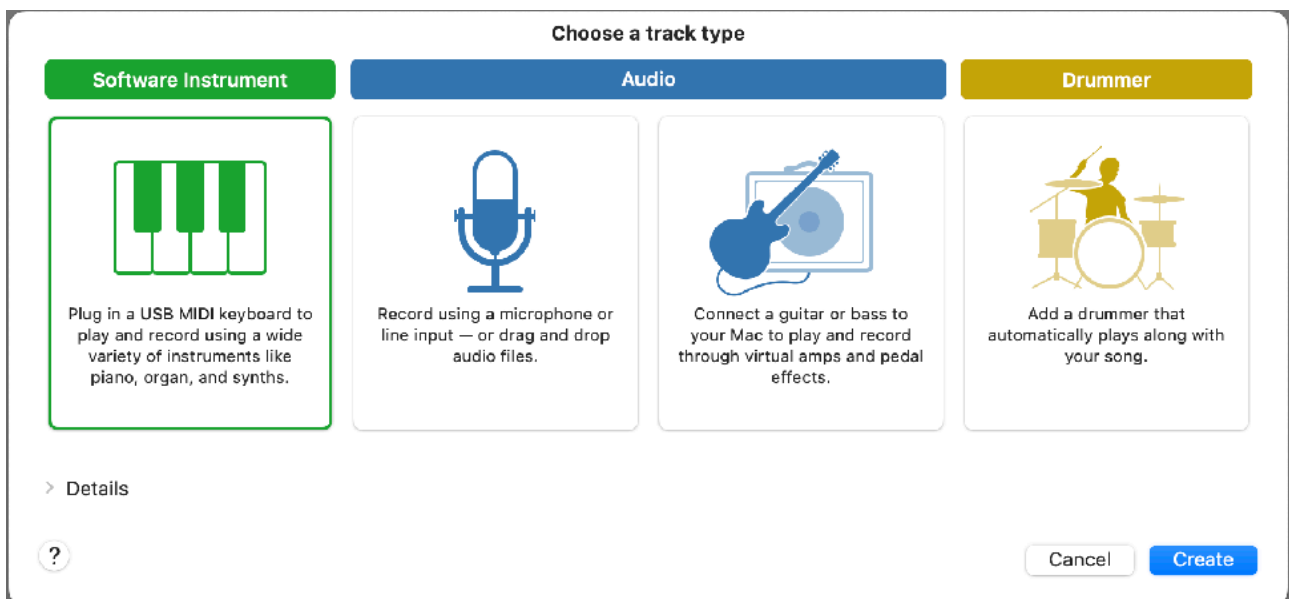 Choose a track type
Software Instrument
Audio
Drummer
Plug in a USB MIDI keyboard to
play and record using a wide
variety of instruments like
piano, organ, and synths.
Record using a microphone or
line input — or drag and drop
audio files.
Connect a guitar or bass to
your Mac to play and record
through virtual amps and pedal
effects.
Add a drummer that
automatically plays along with
your song.
Details
?
Cancel
Create